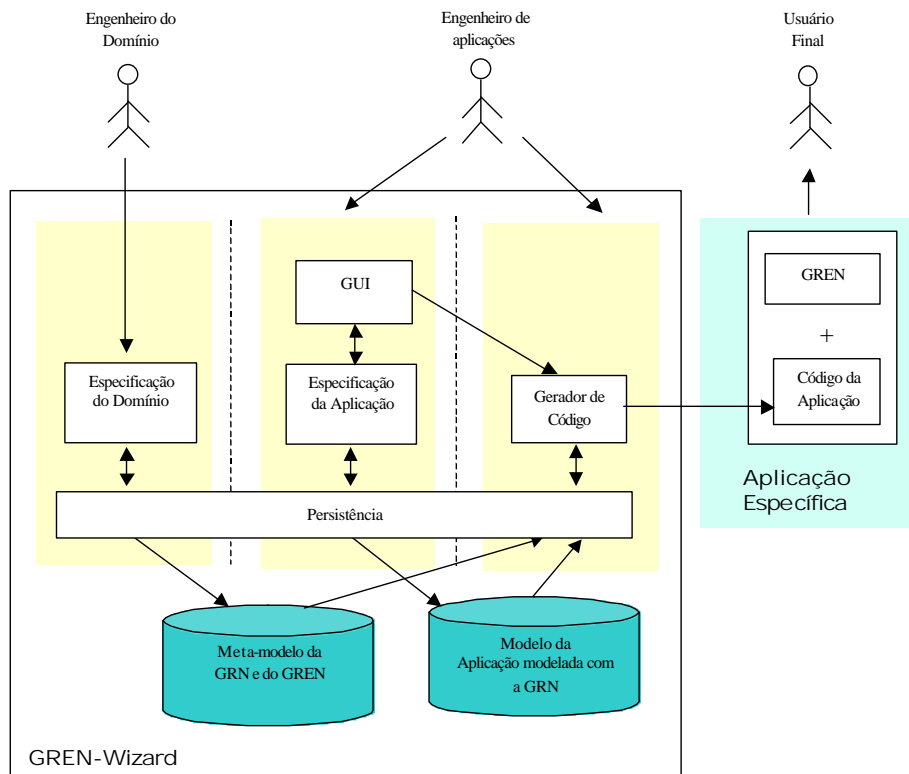 Engenheiro do
Domínio
Engenheiro de
aplicações
Usuário
Final
GUI
GREN
+
Especificação
do Domínio
Especificação
da Aplicação
Gerador de
Código
Código da
Aplicação
Aplicação
Específica
Persistência
Meta-modelo da
GRN e do GREN
Modelo da
Aplicação modelada com
a GRN
GREN-Wizard